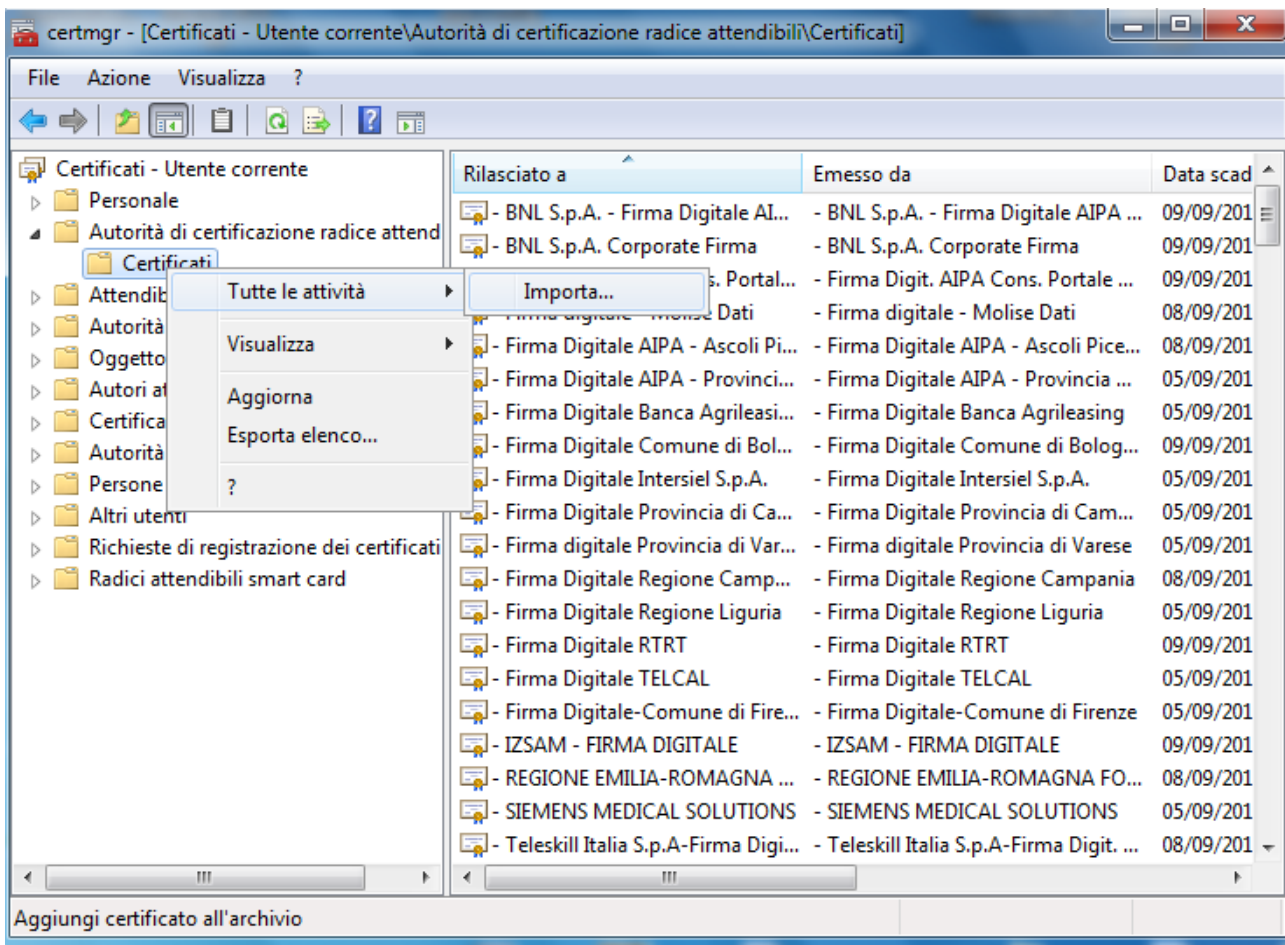 certmgr - [Certificati - Utente corrente\Autorità di certificazione radice attendibili\Certificati]
File Azione Visualizza ?
Certificati - Utente corrente
Personale
Autorità di certificazione radice attend
Certificati
Attendib
Autorità
Oggetto
Autori at
Certifica
Autorità
Persone
Altri utenti
Richieste di registrazione dei certificati
Radici attendibili smart card
Tutte le attività
Visualizza
Aggiorna
Esporta elenco...
?
Importa...
Rilasciato a Emesso da Data scad
- BNL S.p.A. - Firma Digitale AI... - BNL S.p.A. - Firma Digitale AIPA ... 09/09/201
- BNL S.p.A. Corporate Firma - BNL S.p.A. Corporate Firma 09/09/201
s. Portal... - Firma Digit. AIPA Cons. Portale ... 09/09/201
- Firma digitale - Molise Dati - Firma digitale - Molise Dati 08/09/201
- Firma Digitale AIPA - Ascoli Pi... - Firma Digitale AIPA - Ascoli Pice... 08/09/201
- Firma Digitale AIPA - Provinci... - Firma Digitale AIPA - Provincia ... 05/09/201
- Firma Digitale Banca Agrileasi... - Firma Digitale Banca Agrileasing 05/09/201
- Firma Digitale Comune di Bol... - Firma Digitale Comune di Bolog... 09/09/201
- Firma Digitale Intersiel S.p.A. - Firma Digitale Intersiel S.p.A. 05/09/201
- Firma Digitale Provincia di Ca... - Firma Digitale Provincia di Cam... 05/09/201
- Firma digitale Provincia di Var... - Firma digitale Provincia di Varese 05/09/201
- Firma Digitale Regione Camp... - Firma Digitale Regione Campania 08/09/201
- Firma Digitale Regione Liguria - Firma Digitale Regione Liguria 05/09/201
- Firma Digitale RTRT - Firma Digitale RTRT 09/09/201
- Firma Digitale TELCAL - Firma Digitale TELCAL 05/09/201
- Firma Digitale-Comune di Fire... - Firma Digitale-Comune di Firenze 05/09/201
- IZSAM - FIRMA DIGITALE - IZSAM - FIRMA DIGITALE 09/09/201
- REGIONE EMILIA-ROMAGNA ... - REGIONE EMILIA-ROMAGNA FO... 08/09/201
- SIEMENS MEDICAL SOLUTIONS - SIEMENS MEDICAL SOLUTIONS 05/09/201
- Teleskill Italia S.p.A-Firma Digi... - Teleskill Italia S.p.A-Firma Digit. ... 08/09/201
Aggiungi certificato all'archivio